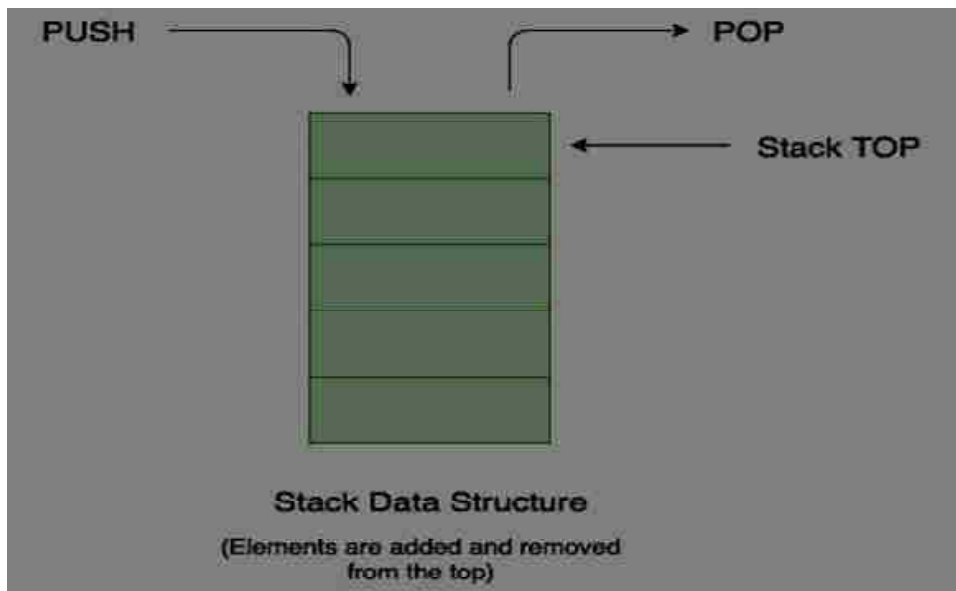 PUSH
POP
Stack TOP
Stack Data Structure
(Elements are added and removed
from the top)